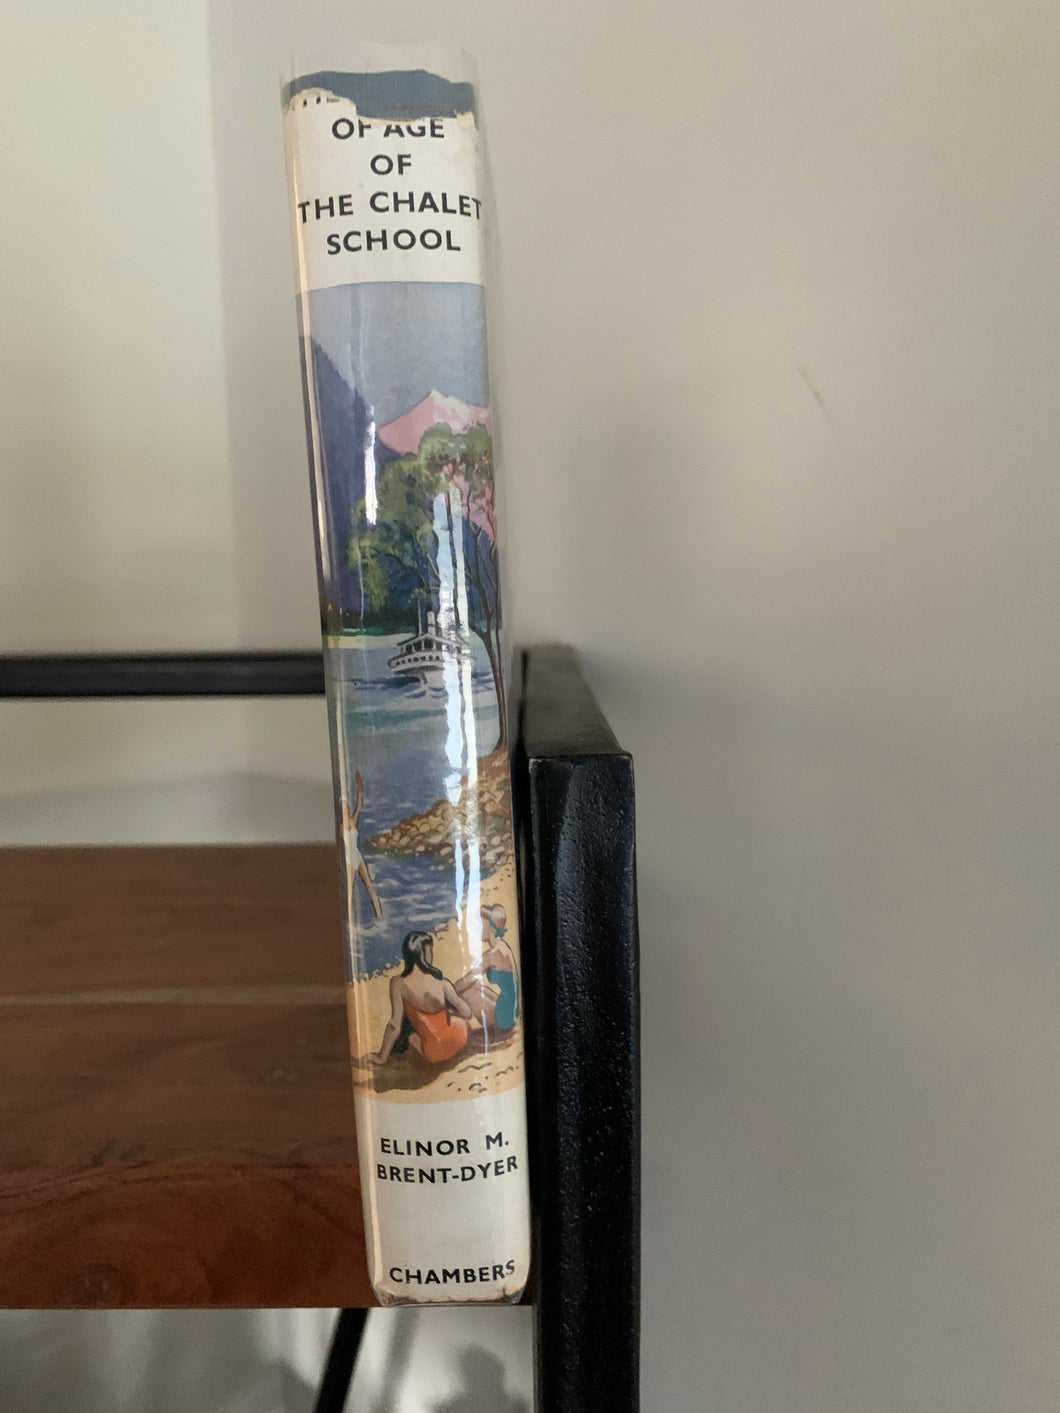 OF AGE
OF
THE CHALET
SCHOOL
ELINOR M.
BRENT-DYER
CHAMBERS